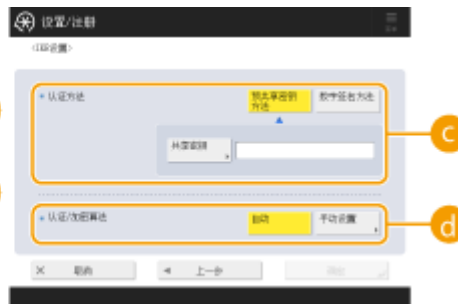 设置/注册
<IKE设置>
• 认证方法
预共享密钥
方法
数字签名方法
共享密钥
c
• 认证/加密算法
自动
手动设置
d
× 取消
◄ 上一步